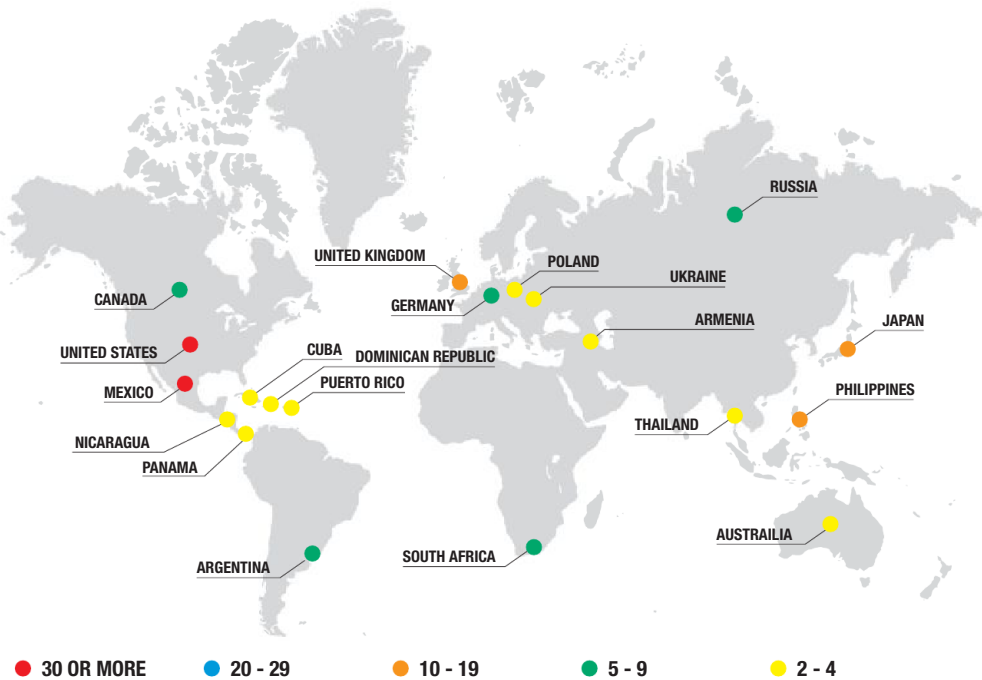 RUSSIA
UNITED KINGDOM
POLAND
UKRAINE
CANADA
GERMANY
ARMENIA
JAPAN
UNITED STATES
CUBA
DOMINICAN REPUBLIC
MEXICO
PUERTO RICO
PHILIPPINES
THAILAND
NICARAGUA
PANAMA
AUSTRAILIA
SOUTH AFRICA
ARGENTINA
30 OR MORE
20 - 29
10 - 19
5 - 9
2 - 4